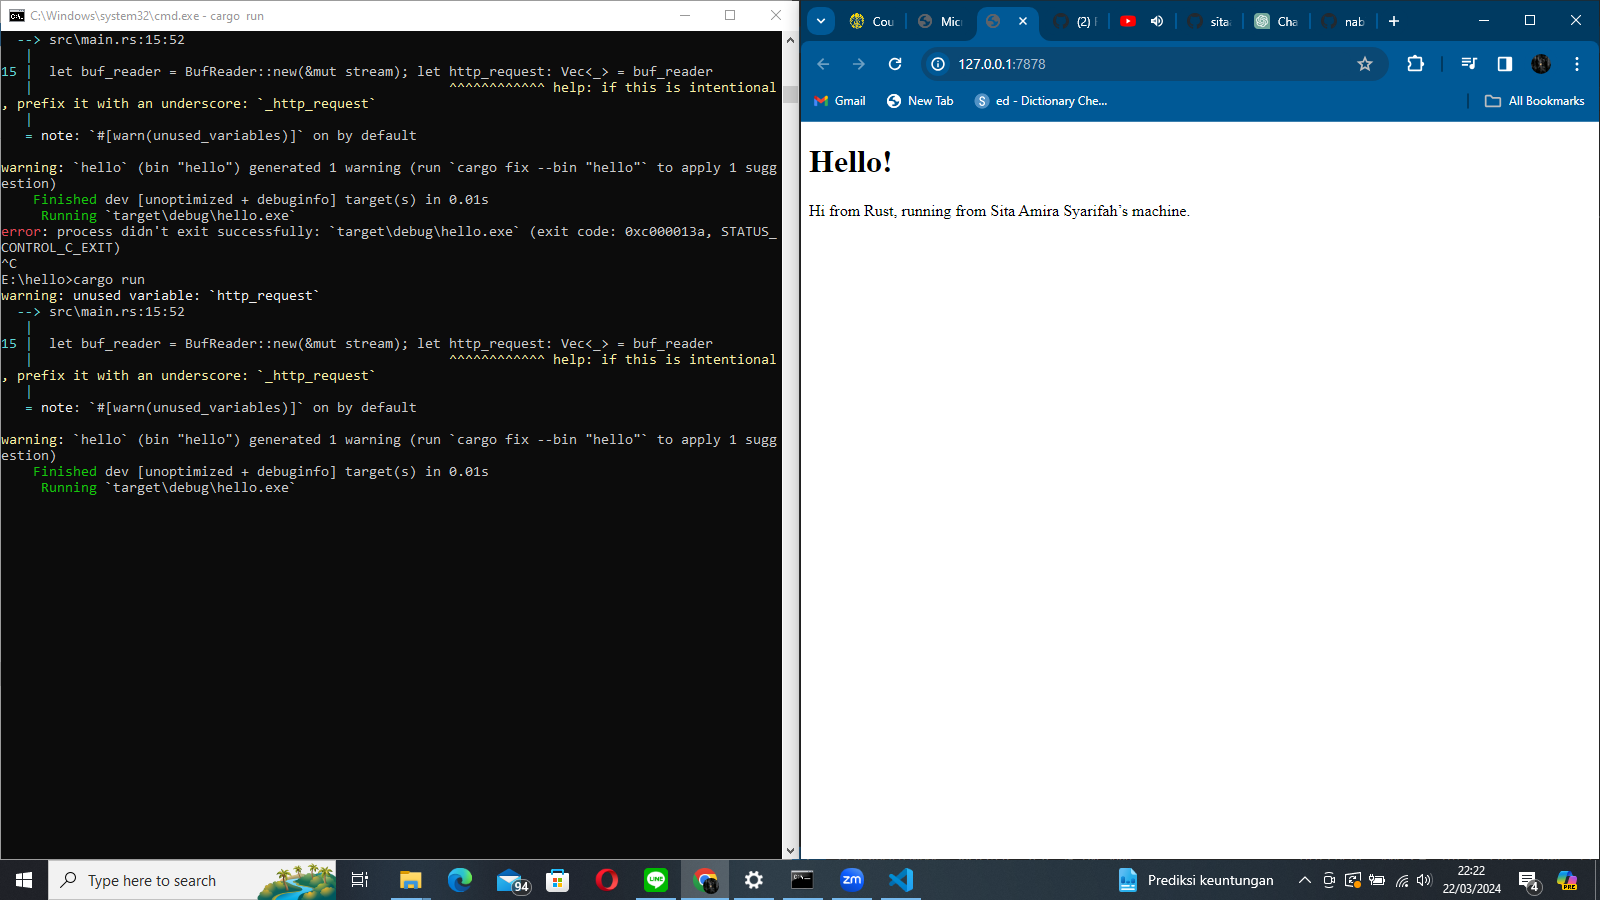 C:\Windows\system32\cmd.exe - cargo  run
  --> src\main.rs:15:52
   |
15 |  let buf_reader = BufReader::new(&mut stream); let http_request: Vec<_> = buf_reader
   |                                                    ^^^^^^^^^^^^ help: if this is intentional
, prefix it with an underscore: `_http_request`
   |
   = note: `#[warn(unused_variables)]` on by default
warning: `hello` (bin "hello") generated 1 warning (run `cargo fix --bin "hello"` to apply 1 sugg
estion)
    Finished dev [unoptimized + debuginfo] target(s) in 0.01s
     Running `target\debug\hello.exe`
error: process didn't exit successfully: `target\debug\hello.exe` (exit code: 0xc000013a, STATUS_
CONTROL_C_EXIT)
^C
E:\hello>cargo run
warning: unused variable: `http_request`
  --> src\main.rs:15:52
   |
15 |  let buf_reader = BufReader::new(&mut stream); let http_request: Vec<_> = buf_reader
   |                                                    ^^^^^^^^^^^^ help: if this is intentional
, prefix it with an underscore: `_http_request`
   |
   = note: `#[warn(unused_variables)]` on by default
warning: `hello` (bin "hello") generated 1 warning (run `cargo fix --bin "hello"` to apply 1 sugg
estion)
    Finished dev [unoptimized + debuginfo] target(s) in 0.01s
     Running `target\debug\hello.exe`
Cou Mic (2) sita Cha nab
127.0.0.1:7878
Gmail New Tab ed - Dictionary Che... All Bookmarks
Hello!
Hi from Rust, running from Sita Amira Syarifah’s machine.
Type here to search 94 LINE zm Prediksi keuntungan 22:22 4 PRE
22/03/2024